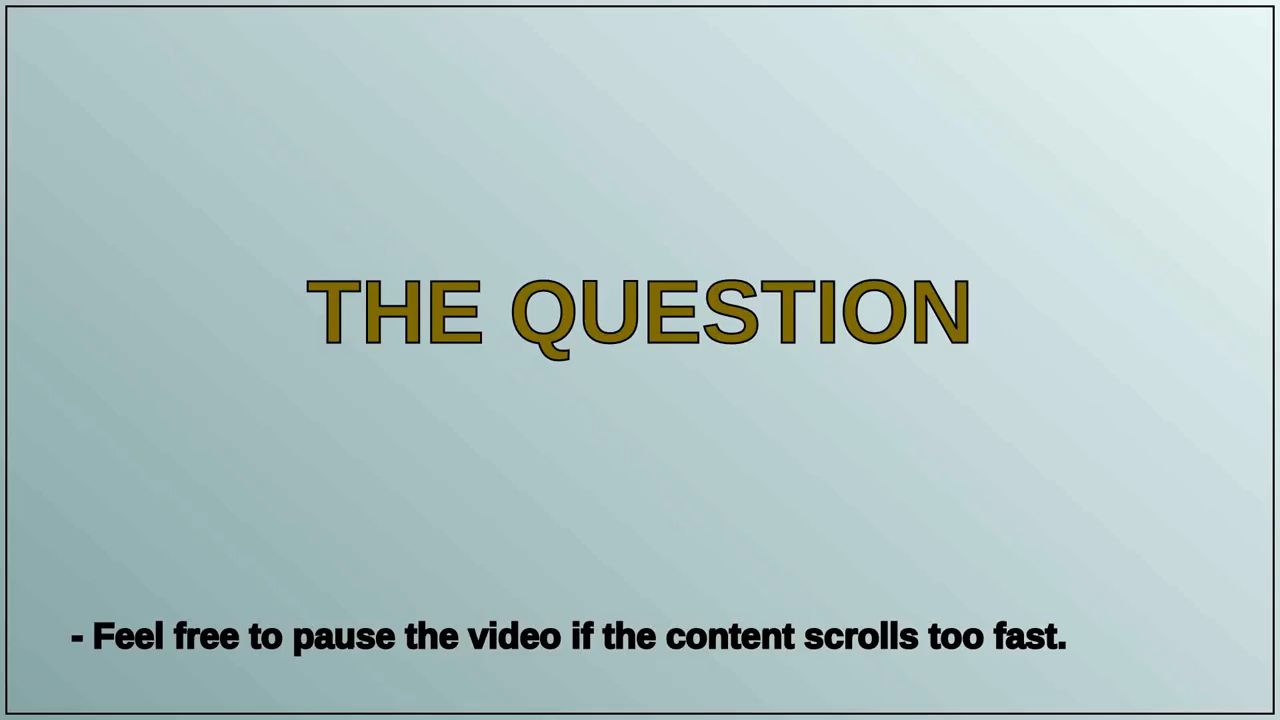 THE QUESTION
- Feel free to pause the video if the content scrolls too fast.